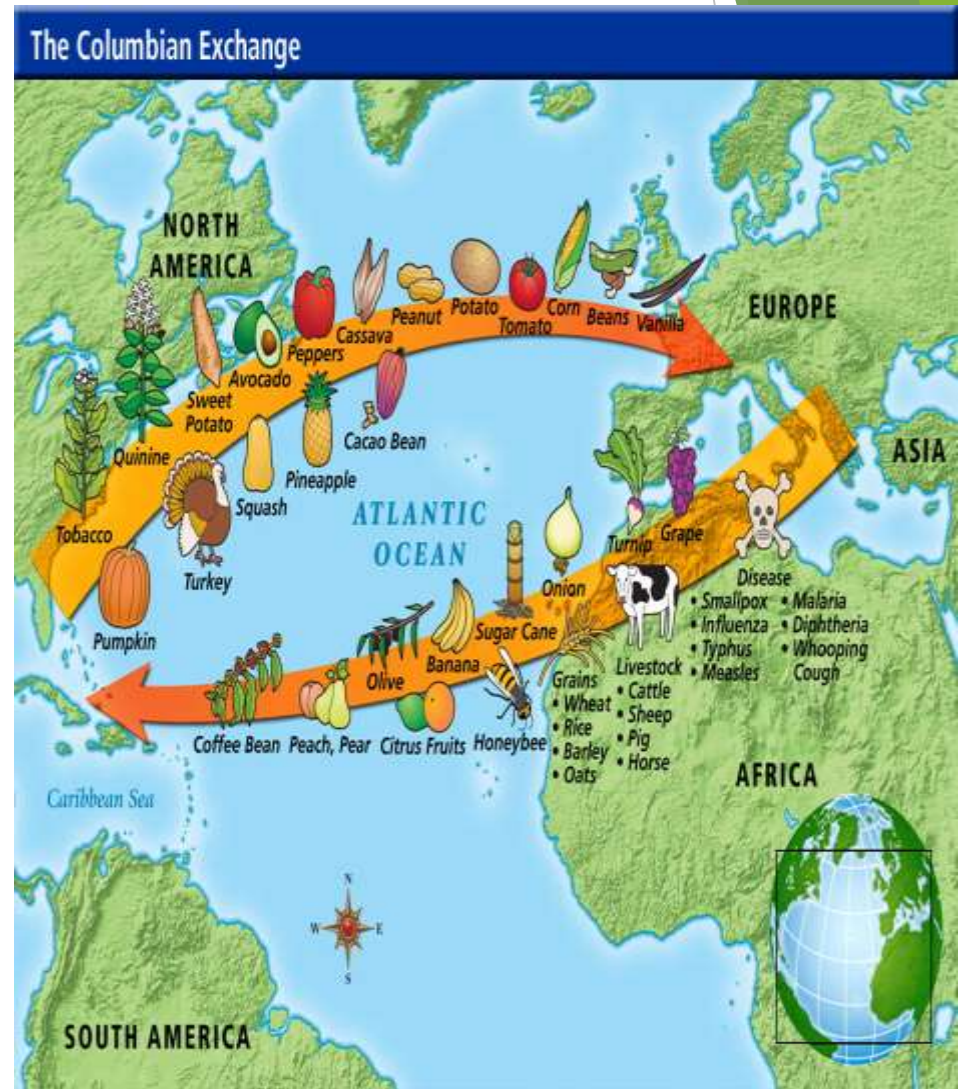 The Columbian Exchange
NORTH
AMERICA
EUROPE
ASIA
Tobacco
Quinine
Sweet
Potato
Avocado
Peppers
Cassava
Peanut
Potato
Tomato
Corn
Beans
Vanilla
Pumpkin
Turkey
Squash
Pineapple
Cacao Bean
ATLANTIC
OCEAN
Turnip
Grape
Onion
Sugar Cane
Banana
Olive
Coffee Bean
Peach, Pear
Citrus Fruits
Honeybee
Grains
• Wheat
• Rice
• Barley
• Oats
Livestock
• Cattle
• Sheep
• Pig
• Horse
Disease
• Smallpox
• Influenza
• Typhus
• Measles
• Malaria
• Diphtheria
• Whooping
Cough
AFRICA
Caribbean Sea
SOUTH AMERICA
N
W
E
S